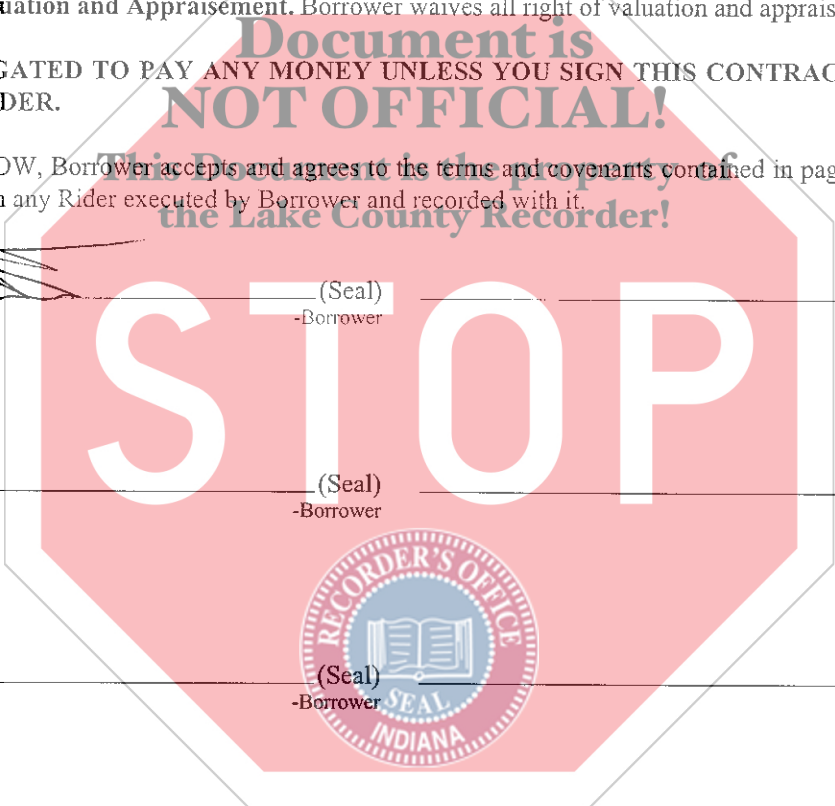 uation and Appraisement. Borrower waives all right of valuation and apprais
Document is
GATED TO PAY ANY MONEY UNLESS YOU SIGN THIS CONTRAC
DER.
NOT OFFICIAL!
OW, Borrower accepts and agrees to the terms and covenants contained in pag
This Document is the property of
n any Rider executed by Borrower and recorded with it.
the Lake County Recorder!
(Seal)
-Borrower
STOP
(Seal)
-Borrower
RECORDER'S OFFICE
(Seal)
-Borrower
SEAL
INDIANA